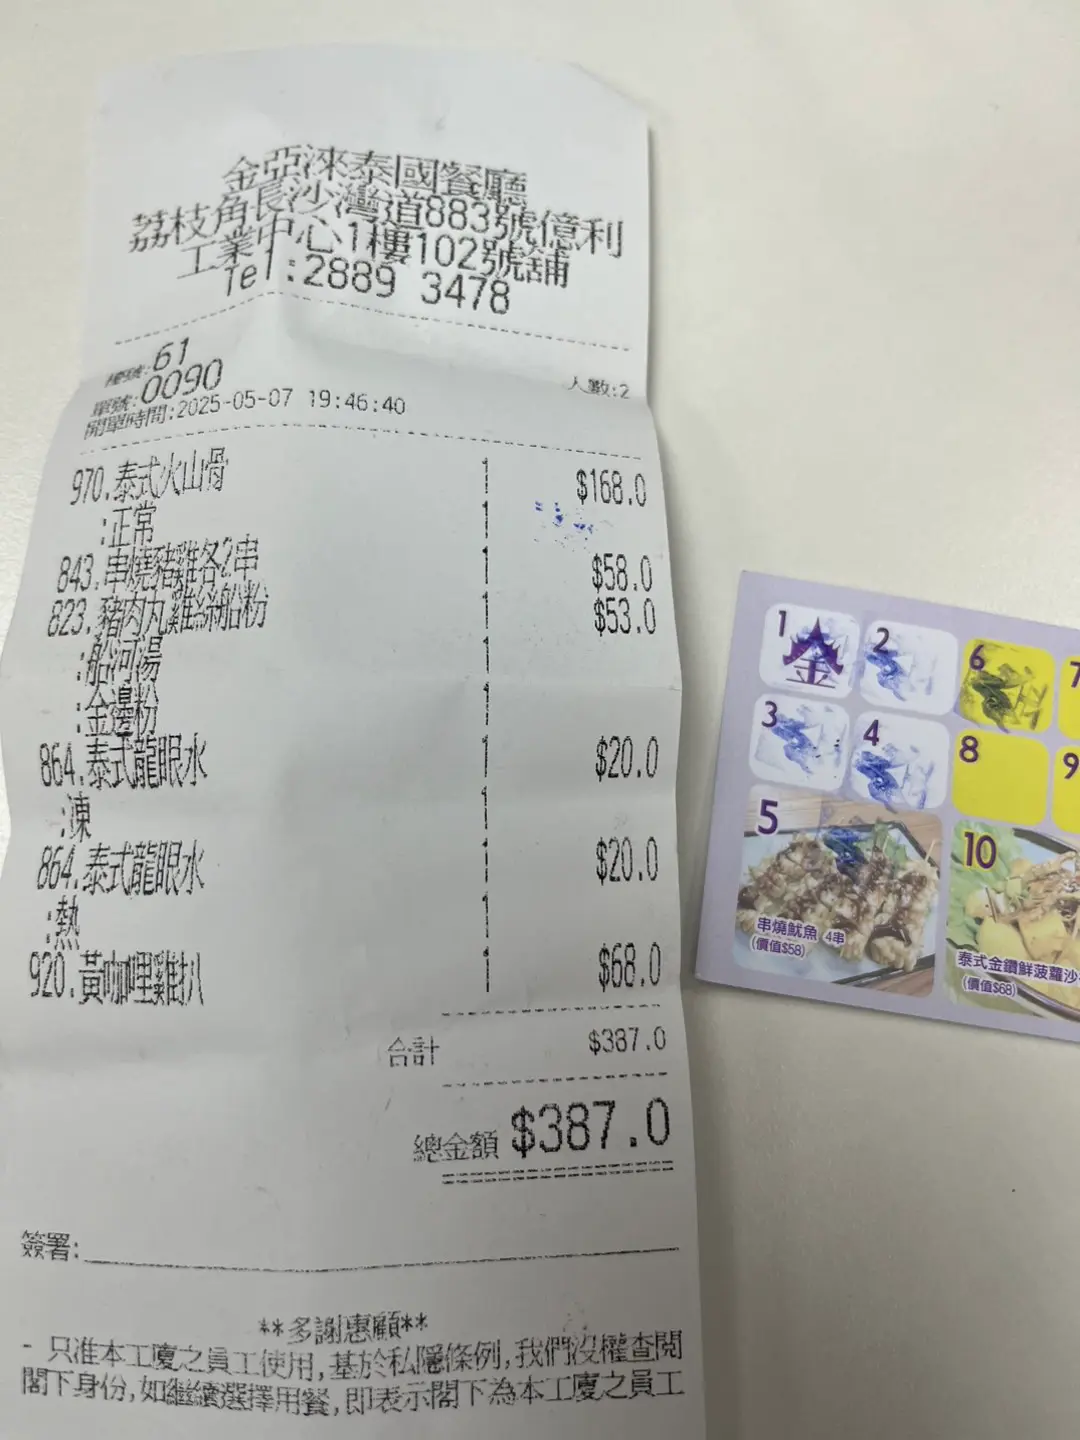 金亞淶泰國餐廳
荔枝角長沙灣道883號億利
工業中心1樓102號舖
Tel:2889 3478
檯號:61
單號:0090
人數:2
開單時間:2025-05-07 19:46:40
970.泰式火山骨 1 $168.0
:正常 1
843.串燒豬雞各2串 1 $58.0
823.豬肉丸雞絲船粉 1 $53.0
:船河湯 1
:金邊粉 1
864.泰式龍眼水 1 $20.0
:凍 1
864.泰式龍眼水 1 $20.0
:熱 1
920.黃咖哩雞扒 1 $68.0
合計 $387.0
總金額 $387.0
簽署:
**多謝惠顧**
- 只准本工廈之員工使用,基於私隱條例,我們沒權查閱
閣下身份,如繼續選擇用餐,即表示閣下為本工廈之員工
1 金 2 6 7
3 4 8 9
5 10
串燒魷魚 4串
(價值$58)
泰式金鑽鮮菠蘿沙
(價值$68)